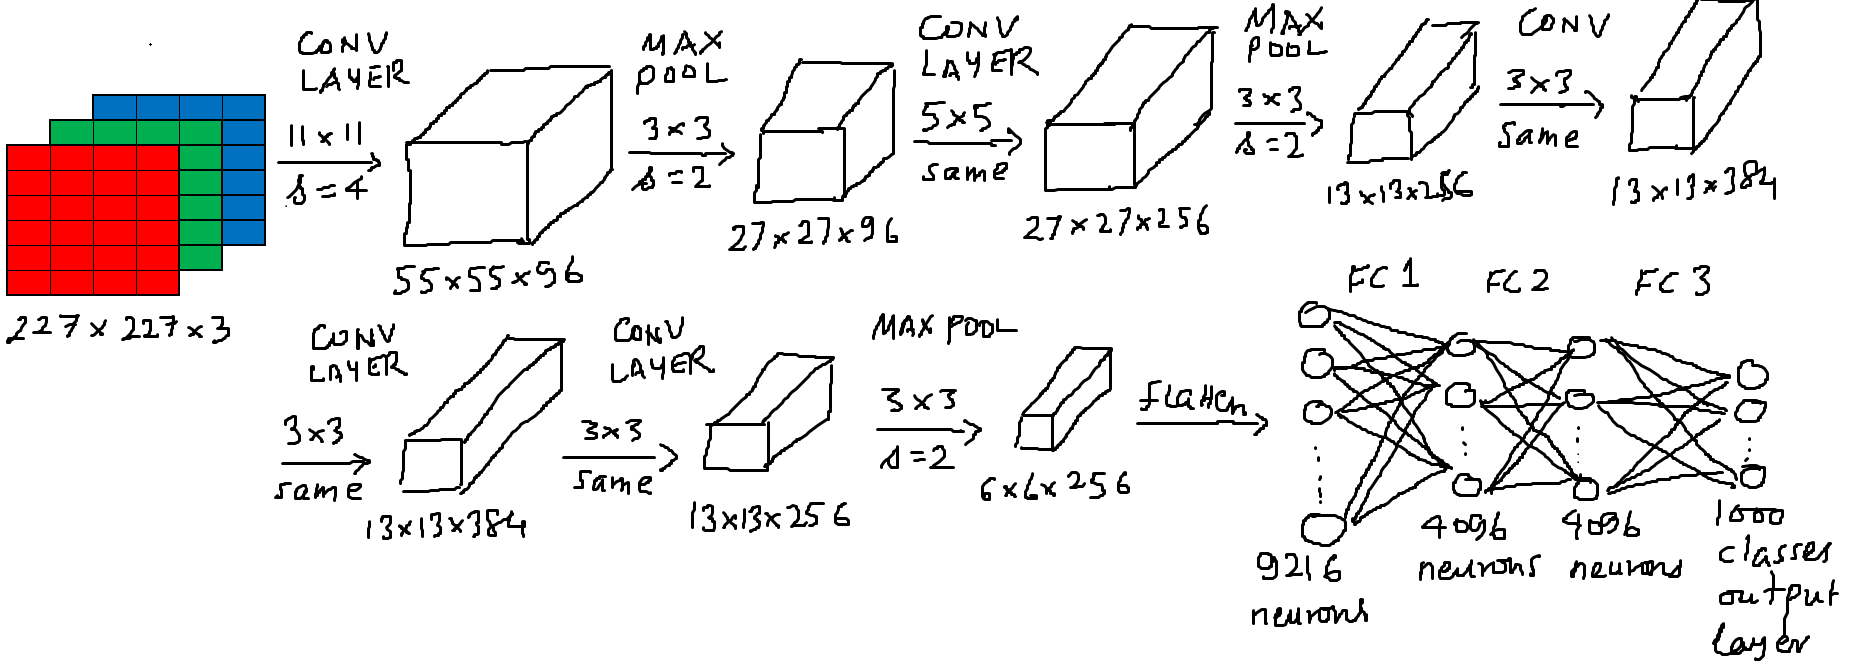 CONV
LAYER
11 x 11
s = 4
MAX
POOL
3 x 3
s = 2
CONV
LAYER
5 x 5
same
MAX
POOL
3 x 3
s = 2
CONV
3 x 3
same
227 x 227 x 3
55 x 55 x 96
27 x 27 x 96
27 x 27 x 256
13 x 13 x 256
13 x 13 x 384
CONV
LAYER
3 x 3
same
13 x 13 x 384
CONV
LAYER
3 x 3
same
13 x 13 x 256
MAX POOL
3 x 3
s = 2
6 x 6 x 256
flatten
FC 1
FC 2
FC 3
9216
neurons
4096
neurons
4096
neurons
1000
classes
output
layer